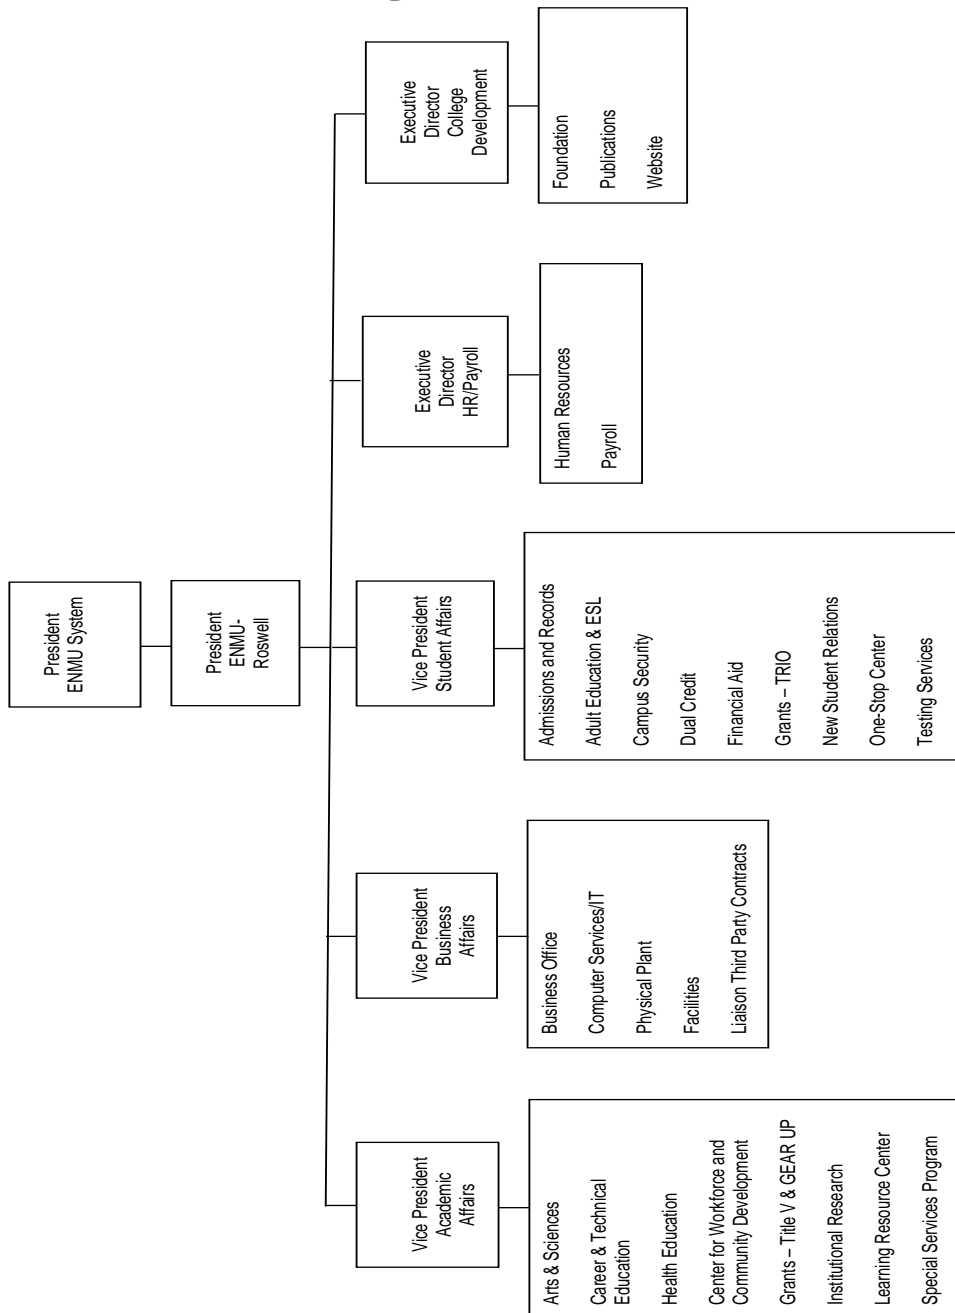 President
ENMU System
President
ENMU-
Roswell
Vice President
Academic
Affairs
Arts & Sciences
Career & Technical
Education
Health Education
Center for Workforce and
Community Development
Grants – Title V & GEAR UP
Institutional Research
Learning Resource Center
Special Services Program
Vice President
Business
Affairs
Business Office
Computer Services/IT
Physical Plant
Facilities
Liaison Third Party Contracts
Vice President
Student Affairs
Admissions and Records
Adult Education & ESL
Campus Security
Dual Credit
Financial Aid
Grants – TRIO
New Student Relations
One-Stop Center
Testing Services
Executive
Director
HR/Payroll
Human Resources
Payroll
Executive
Director
College
Development
Foundation
Publications
Website